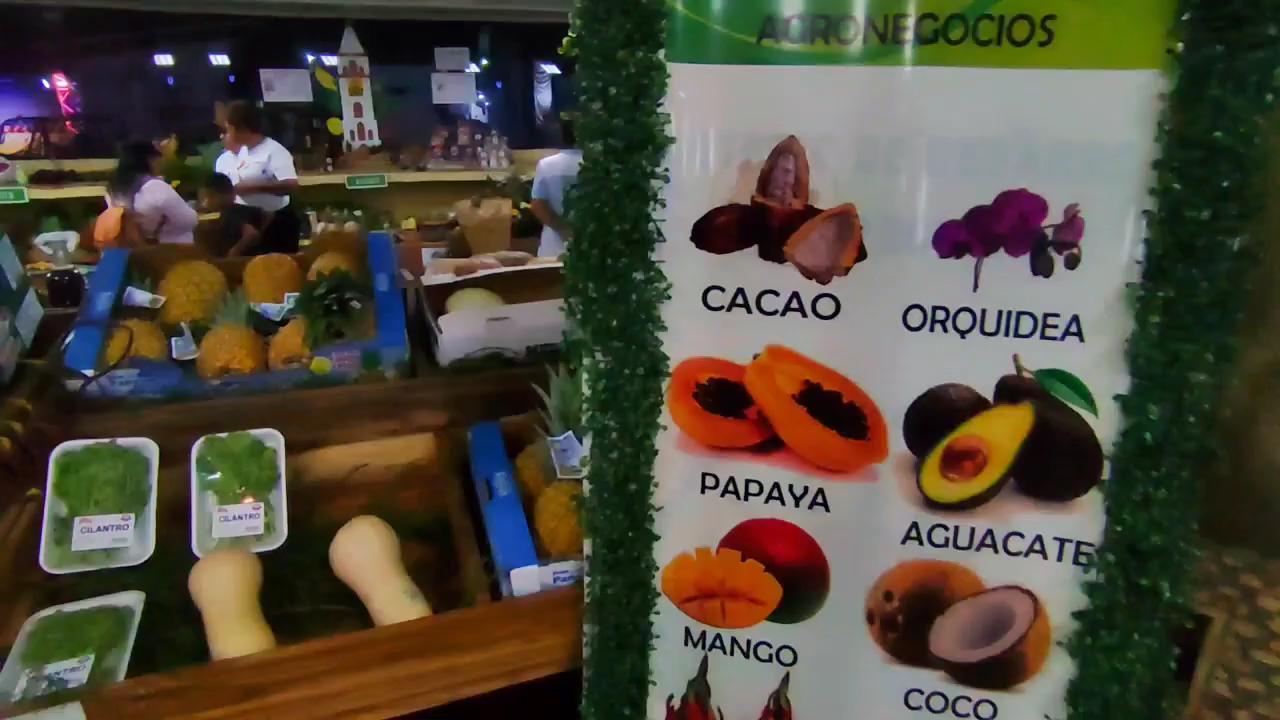 AGRONEGOCIOS
CACAO
ORQUIDEA
PAPAYA
AGUACATE
MANGO
COCO
CILANTRO
CILANTRO